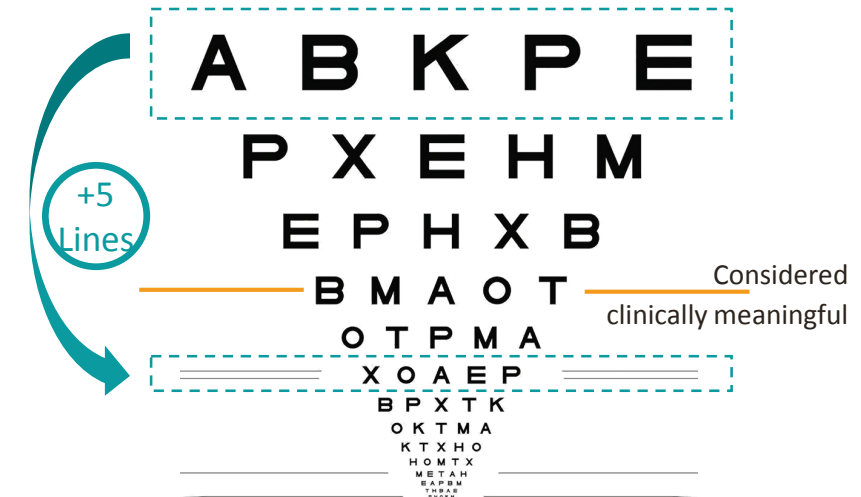 A B K P E
P X E H M
+5
Lines
E P H X B
B M A O T
Considered
clinically meaningful
O T P M A
X O A E P
B P X T K
O K T M A
K T X H O
H O M T X
M E T A H
E A P B M
T H B A E